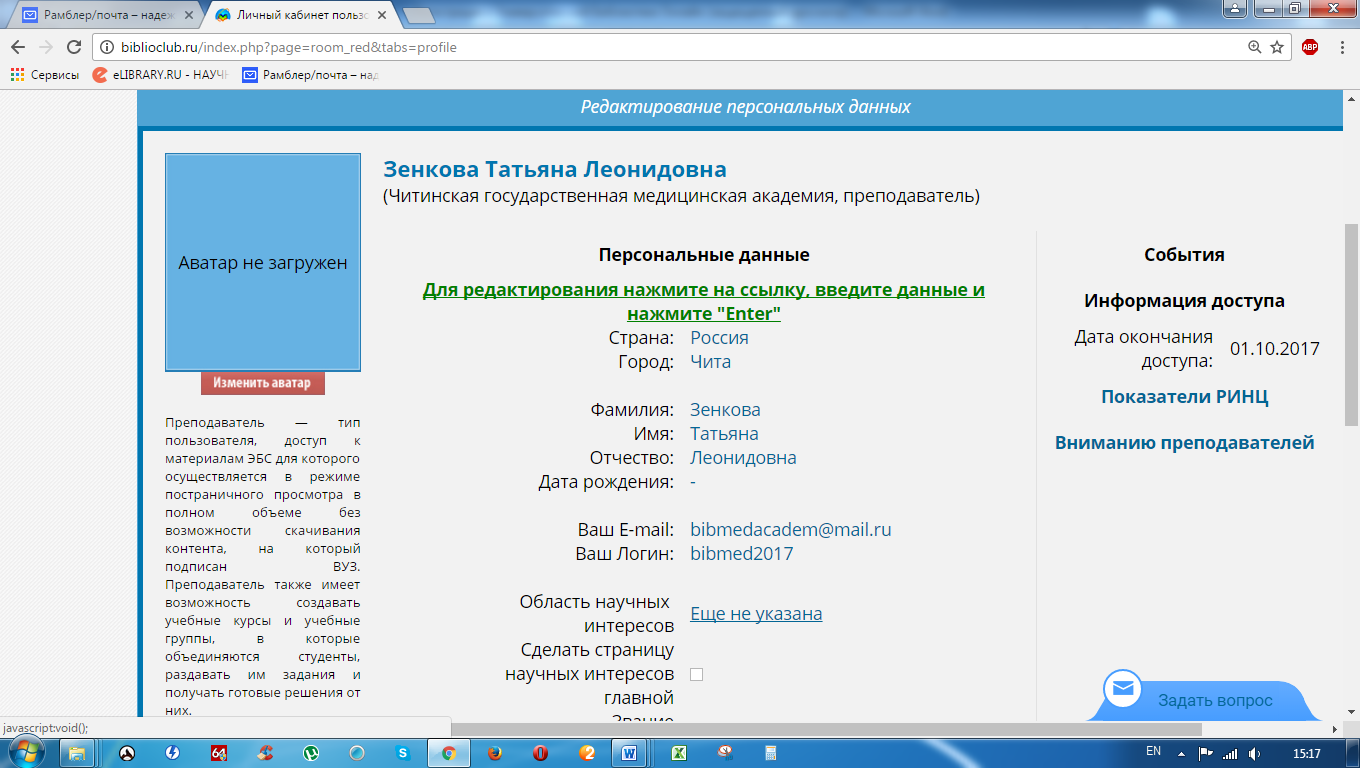 Рамблер/почта – надеж
Личный кабинет пользо
biblioclub.ru/index.php?page=room_red&tabs=profile
ABP
Сервисы
eLIBRARY.RU - НАУЧН
Рамблер/почта – над
Редактирование персональных данных
Аватар не загружен
Изменить аватар
Преподаватель — тип
пользователя, доступ к
материалам ЭБС для которого
осуществляется в режиме
постраничного просмотра в
полном объеме без
возможности скачивания
контента, на который
подписан ВУЗ.
Преподаватель также имеет
возможность создавать
учебные курсы и учебные
группы, в которые
объединяются студенты,
раздавать им задания и
получать готовые решения от
них.
Зенкова Татьяна Леонидовна
(Читинская государственная медицинская академия, преподаватель)
Персональные данные
Для редактирования нажмите на ссылку, введите данные и
нажмите "Enter"
Страна: Россия
Город: Чита
Фамилия: Зенкова
Имя: Татьяна
Отчество: Леонидовна
Дата рождения: -
Ваш E-mail: bibmedacadem@mail.ru
Ваш Логин: bibmed2017
Область научных
интересов
Еще не указана
Сделать страницу
научных интересов
главной
Звание
События
Информация доступа
Дата окончания
доступа:
01.10.2017
Показатели РИНЦ
Вниманию преподавателей
Задать вопрос
javascript:void();
64
EN
15:17